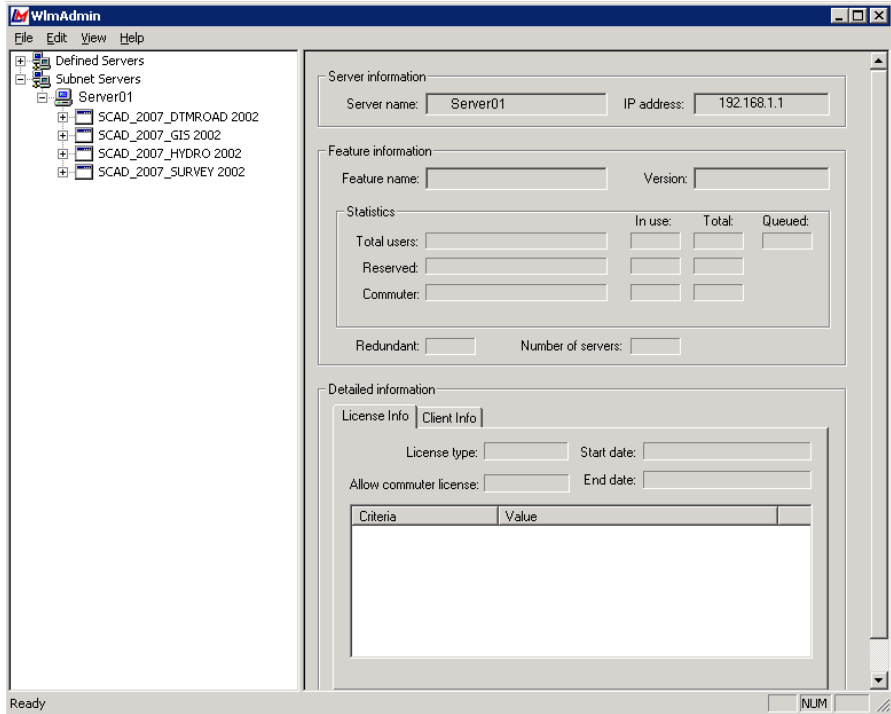 WlmAdmin
File Edit View Help
Defined Servers
Subnet Servers
Server01
SCAD_2007_DTMROAD 2002
SCAD_2007_GIS 2002
SCAD_2007_HYDRO 2002
SCAD_2007_SURVEY 2002
Server information
Server name: Server01 IP address: 192.168.1.1
Feature information
Feature name: Version:
Statistics
In use: Total: Queued:
Total users:
Reserved:
Commuter:
Redundant: Number of servers:
Detailed information
License Info Client Info
License type: Start date:
Allow commuter license: End date:
Criteria Value
Ready NUM